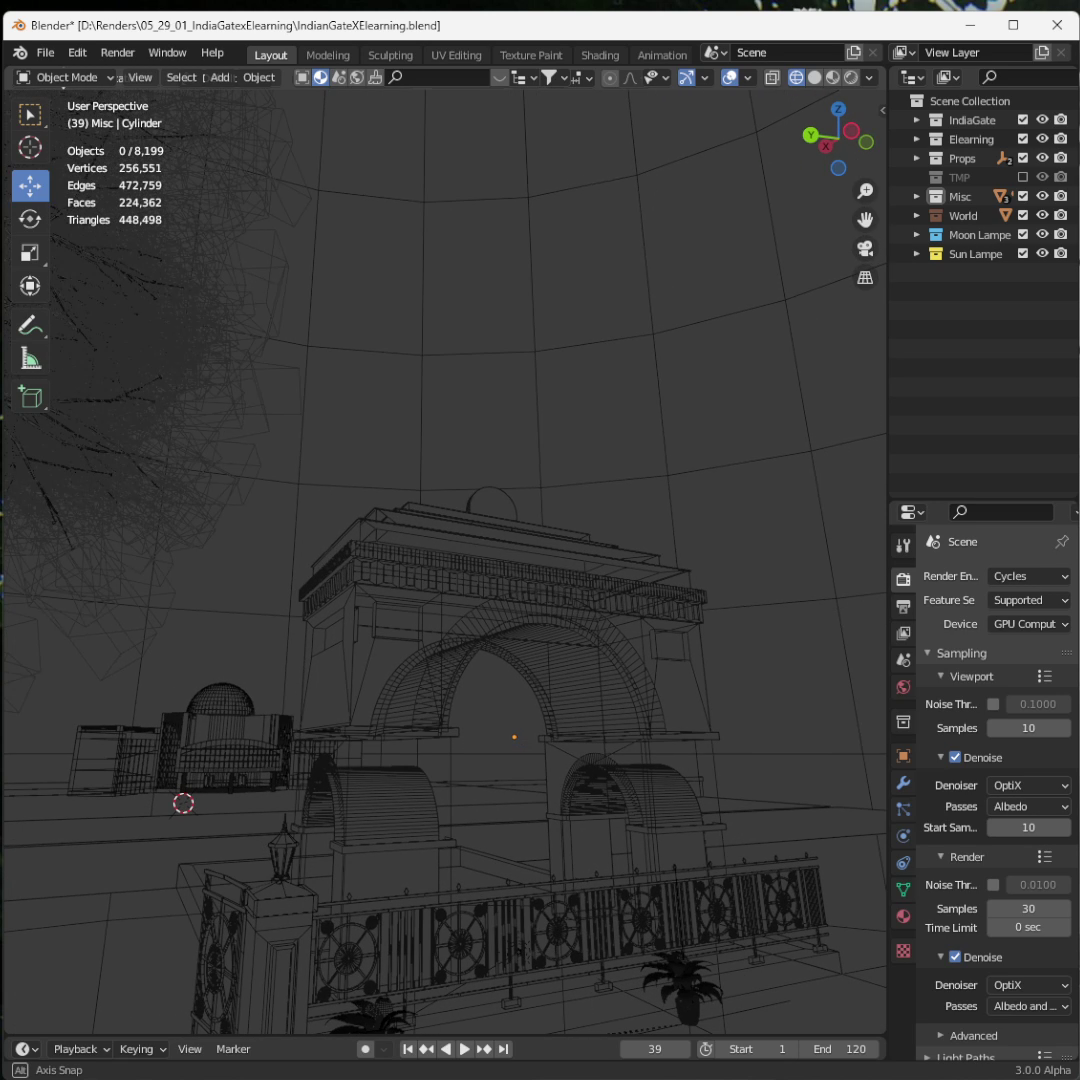 Blender* [D:\Renders\05_29_01_IndiaGatexElearning\IndianGateXElearning.blend]
File Edit Render Window Help Layout Modeling Sculpting UV Editing Texture Paint Shading Animation Scene View Layer
Object Mode View Select Add Object
User Perspective
(39) Misc | Cylinder
Objects 0 / 8,199
Vertices 256,551
Edges 472,759
Faces 224,362
Triangles 448,498
Z
Y
X
Scene Collection
IndiaGate
Elearning
Props 2
TMP
Misc 3
World
Moon Lampe
Sun Lampe
Scene
Render En... Cycles
Feature Se Supported
Device GPU Comput
Sampling
Viewport
Noise Thr... 0.1000
Samples 10
Denoise
Denoiser OptiX
Passes Albedo
Start Sam... 10
Render
Noise Thr... 0.0100
Samples 30
Time Limit 0 sec
Denoise
Denoiser OptiX
Passes Albedo and ...
Advanced
Light Paths
Playback Keying View Marker 39 Start 1 End 120
Alt Axis Snap 3.0.0 Alpha